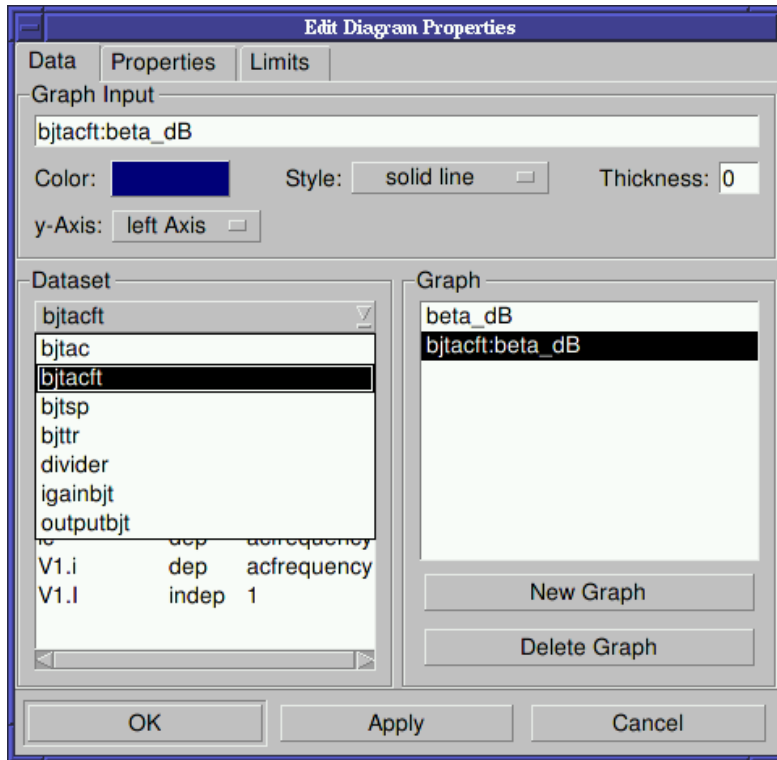 Edit Diagram Properties
Data Properties Limits
Graph Input
bjtacft:beta_dB
Color: Style: solid line Thickness: 0
y-Axis: left Axis
Dataset
bjtacft
bjtac
bjtacft
bjtsp
bjttr
divider
igainbjt
outputbjt
dep acfrequency
V1.i dep acfrequency
V1.I indep 1
Graph
beta_dB
bjtacft:beta_dB
New Graph
Delete Graph
OK Apply Cancel